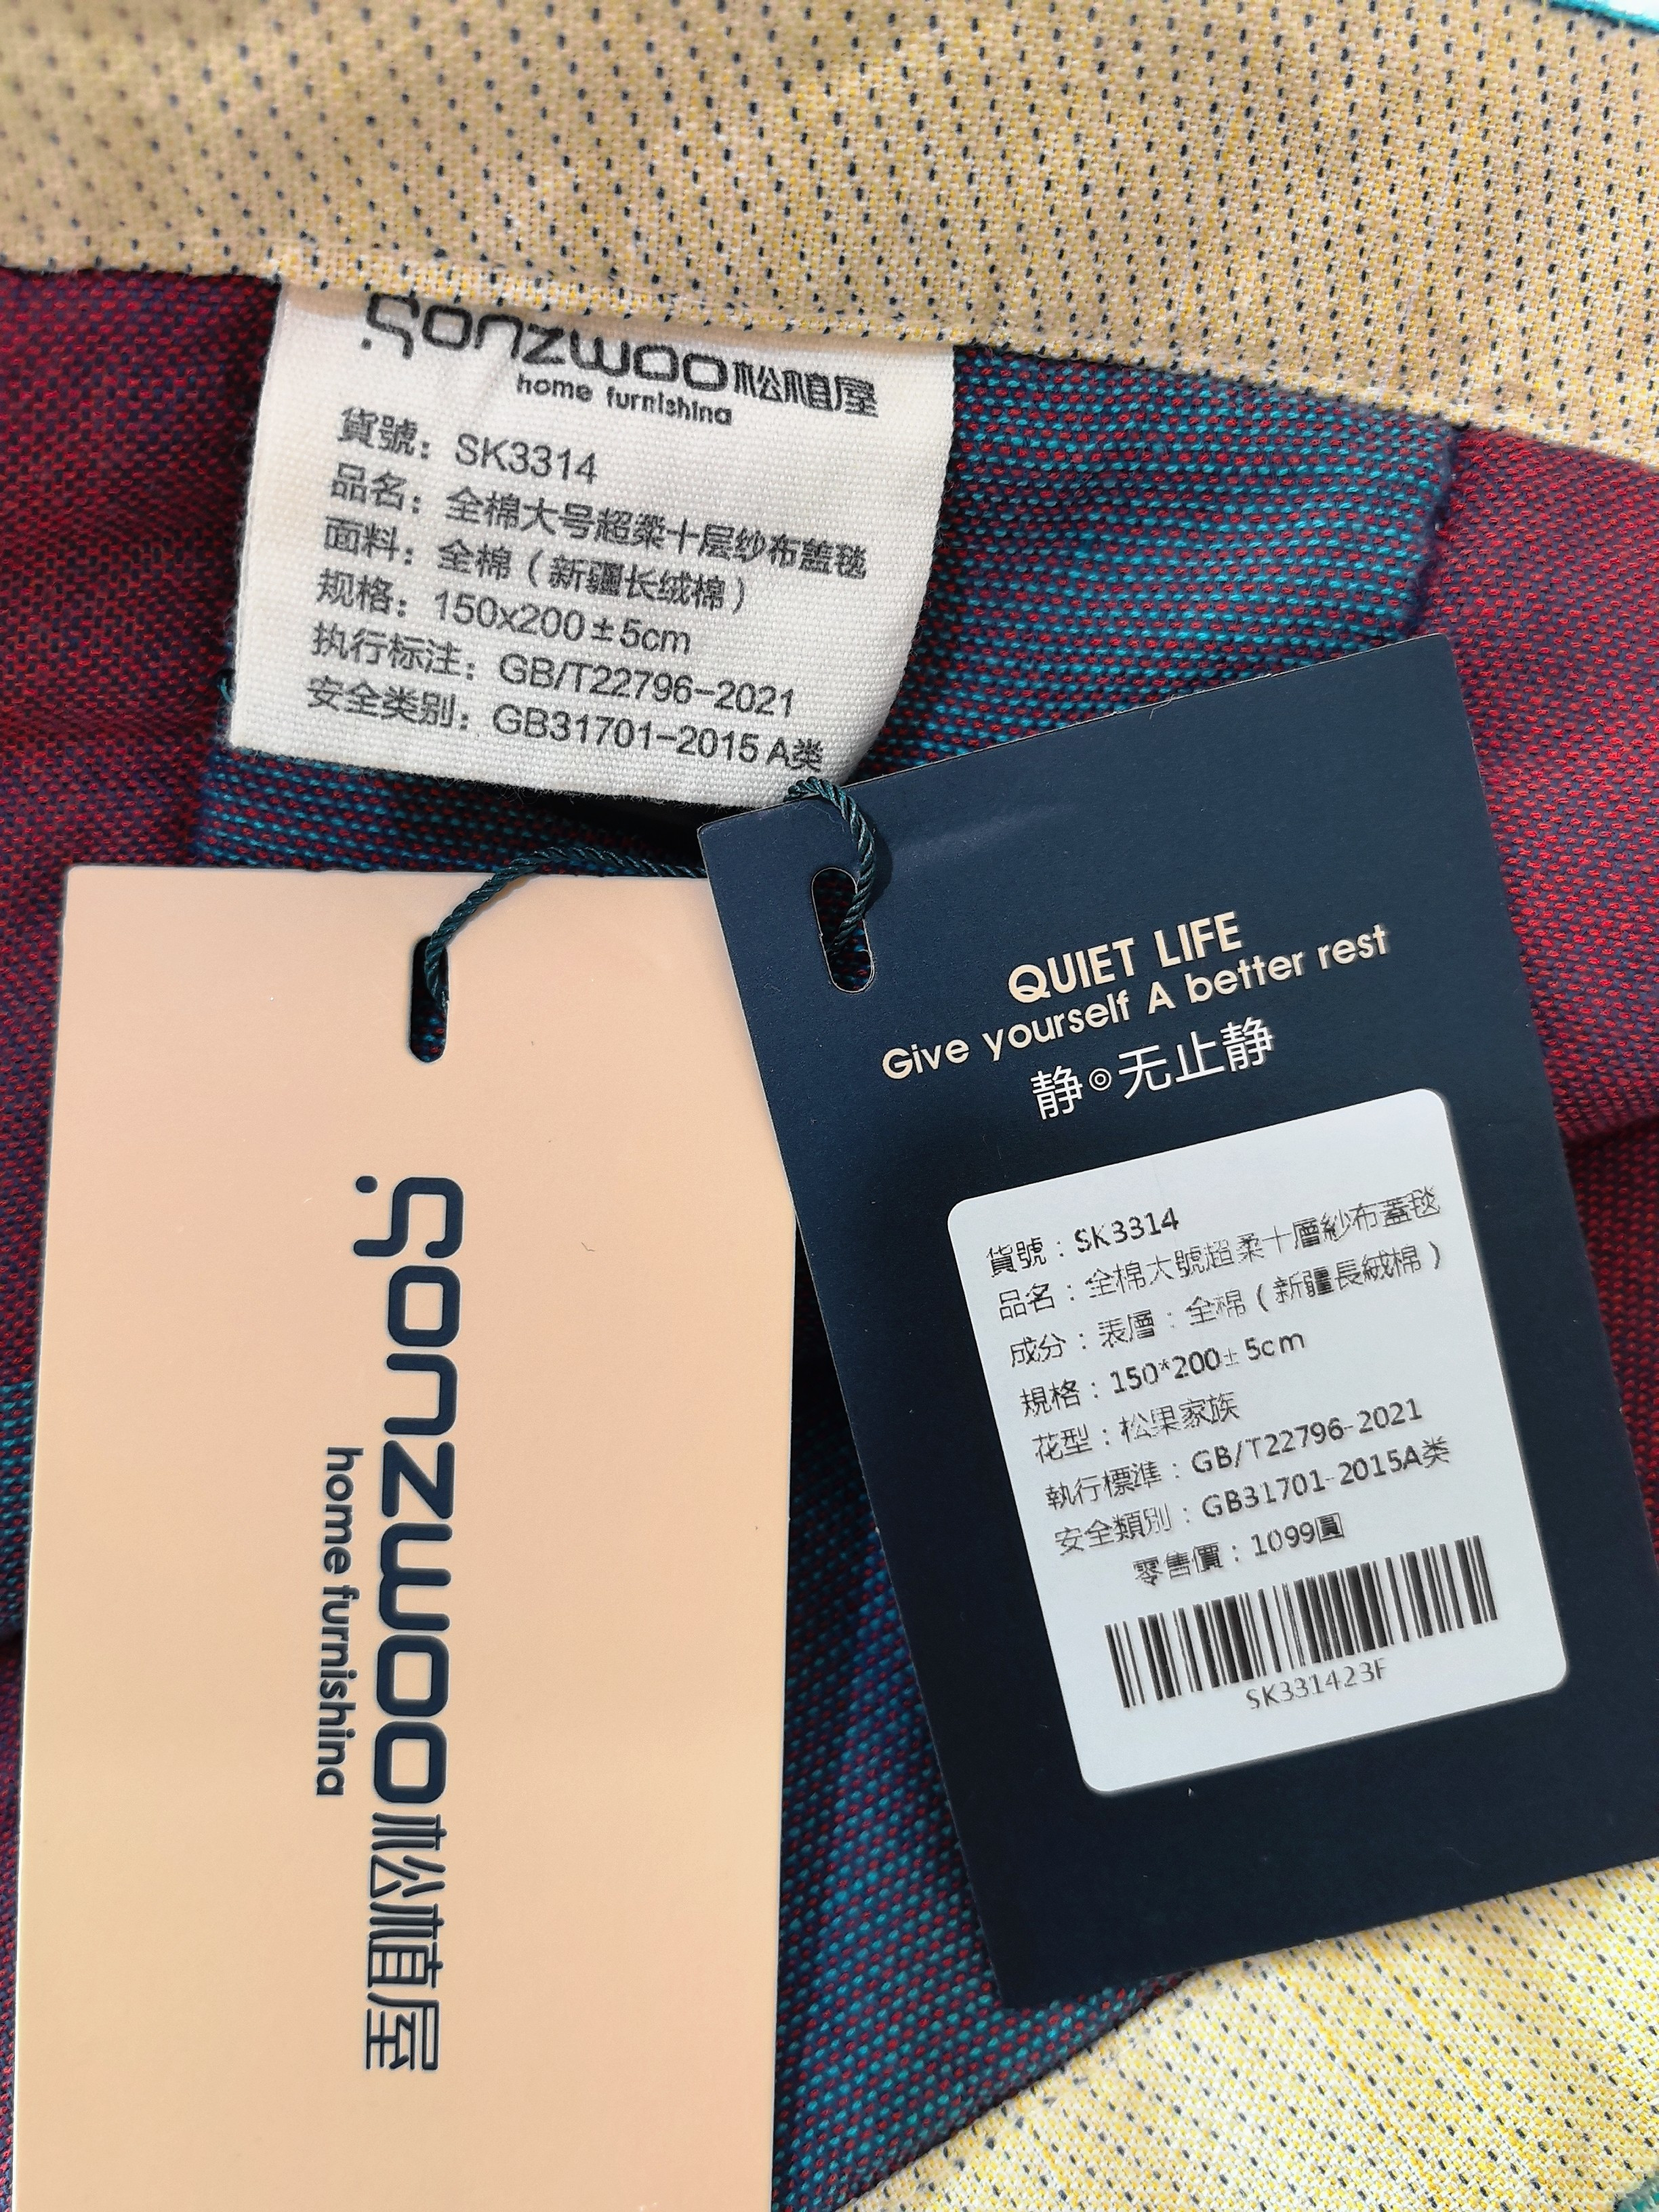 Sonzwoo松植屋
home furnishina
貨號：SK3314
品名：全棉大号超柔十层纱布蓋毯
面料：全棉（新疆长绒棉）
规格：150x200±5cm
执行标注：GB/T22796-2021
安全类别：GB31701-2015 A类
Sonzwoo松植屋
home furnishina
QUIET LIFE
Give yourself A better rest
静◎无止静
貨號：SK3314
品名：全棉大號超柔十層紗布蓋毯
成分：表層：全棉（新疆長絨棉）
規格：150*200±5cm
花型：松果家族
執行標準：GB/T22796-2021
安全類別：GB31701-2015A类
零售價：1099圓
SK331423F